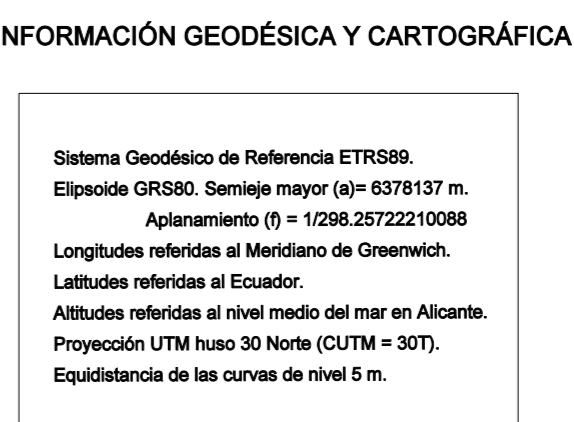 NFORMACIÓN GEODÉSICA Y CARTOGRÁFICA
Sistema Geodésico de Referencia ETRS89.
Elipsoide GRS80. Semieje mayor (a)= 6378137 m.
Aplanamiento (f) = 1/298.25722210088
Longitudes referidas al Meridiano de Greenwich.
Latitudes referidas al Ecuador.
Altitudes referidas al nivel medio del mar en Alicante.
Proyección UTM huso 30 Norte (CUTM = 30T).
Equidistancia de las curvas de nivel 5 m.